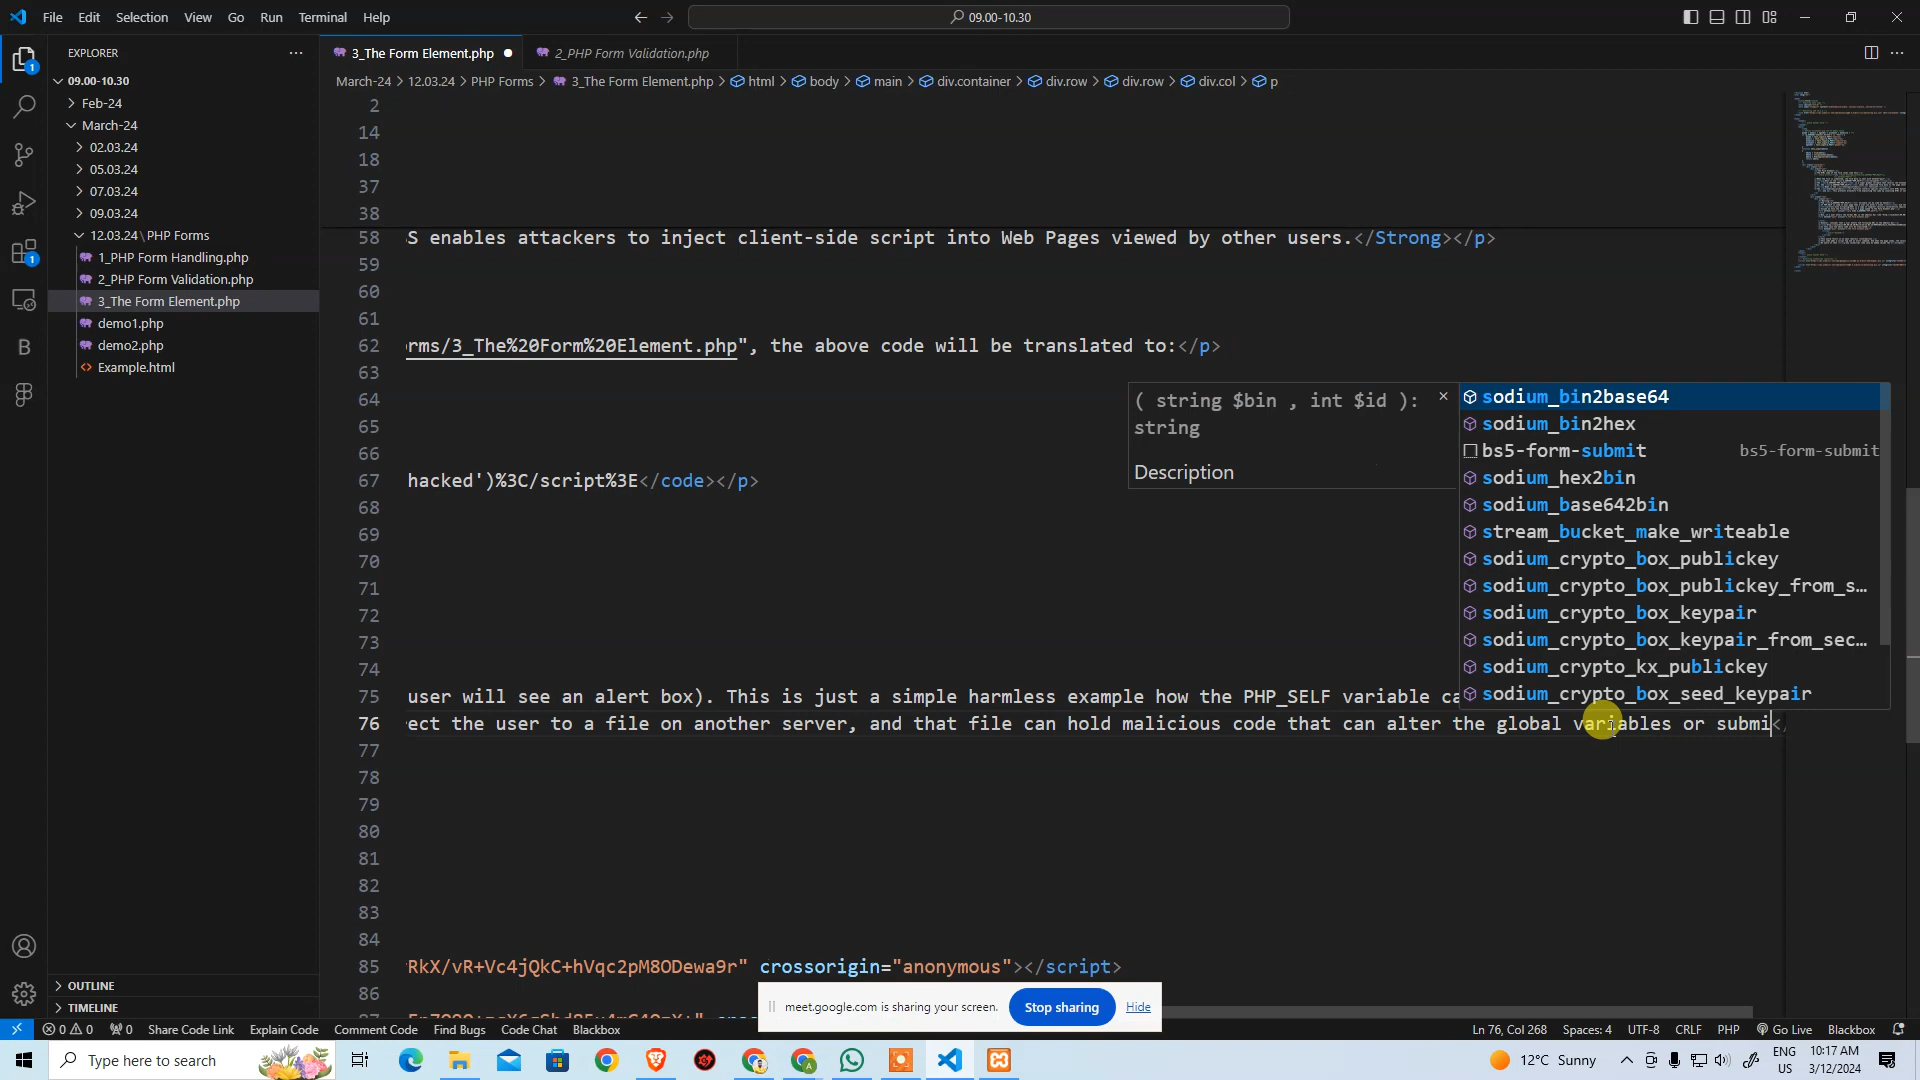 File Edit Selection View Go Run Terminal Help
09.00-10.30
EXPLORER
3_The Form Element.php
2_PHP Form Validation.php
09.00-10.30
March-24 > 12.03.24 > PHP Forms > 3_The Form Element.php > html > body > main > div.container > div.row > div.row > div.col > p
Feb-24
March-24
02.03.24
05.03.24
07.03.24
09.03.24
12.03.24\PHP Forms
1_PHP Form Handling.php
2_PHP Form Validation.php
3_The Form Element.php
demo1.php
demo2.php
Example.html
2
14
18
37
38
58 S enables attackers to inject client-side script into Web Pages viewed by other users.</Strong></p>
59
60
61
62 rms/3_The%20Form%20Element.php", the above code will be translated to:</p>
63
64
65
66
67 hacked')%3C/script%3E</code></p>
68
69
70
71
72
73
74
75 user will see an alert box). This is just a simple harmless example how the PHP_SELF variable ca
76 ect the user to a file on another server, and that file can hold malicious code that can alter the global variables or submi<
77
78
79
80
81
82
83
84
85 RkX/vR+Vc4jQkC+hVqc2pM8ODewa9r" crossorigin="anonymous"></script>
86
( string $bin , int $id ):
string
Description
sodium_bin2base64
sodium_bin2hex
bs5-form-submit bs5-form-submit
sodium_hex2bin
sodium_base642bin
stream_bucket_make_writeable
sodium_crypto_box_publickey
sodium_crypto_box_publickey_from_s…
sodium_crypto_box_keypair
sodium_crypto_box_keypair_from_sec…
sodium_crypto_kx_publickey
sodium_crypto_box_seed_keypair
OUTLINE
TIMELINE
meet.google.com is sharing your screen. Stop sharing Hide
0 0 0 Share Code Link Explain Code Comment Code Find Bugs Code Chat Blackbox
Ln 76, Col 268 Spaces: 4 UTF-8 CRLF PHP Go Live Blackbox
Type here to search
12°C Sunny
ENG
US
10:17 AM
3/12/2024